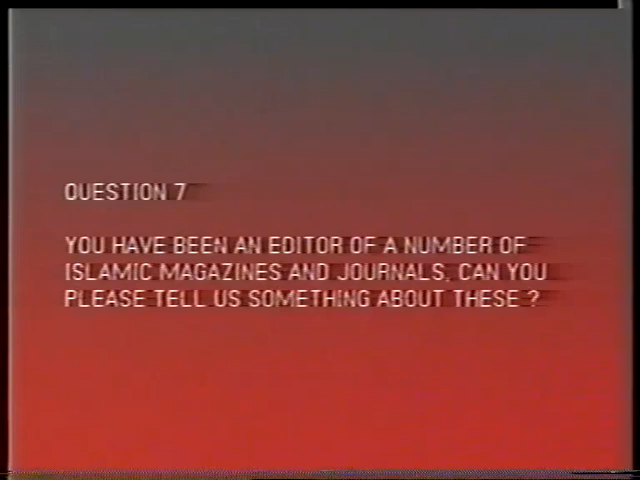 QUESTION 7
YOU HAVE BEEN AN EDITOR OF A NUMBER OF
ISLAMIC MAGAZINES AND JOURNALS, CAN YOU
PLEASE TELL US SOMETHING ABOUT THESE ?